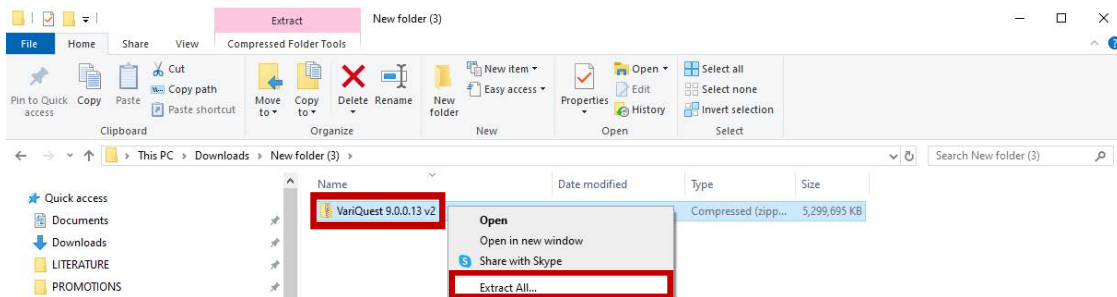 Extract
New folder (3)
File
Home
Share
View
Compressed Folder Tools
Pin to Quick access
Copy
Paste
Cut
Copy path
Paste shortcut
Clipboard
Move to
Copy to
Delete
Rename
Organize
New folder
New item
Easy access
New
Properties
Open
Edit
History
Open
Select all
Select none
Invert selection
Select
This PC > Downloads > New folder (3) >
Search New folder (3)
Quick access
Documents
Downloads
LITERATURE
PROMOTIONS
Name
Date modified
Type
Size
VariQuest 9.0.0.13 v2
Compressed (zipp...
5,299,695 KB
Open
Open in new window
Share with Skype
Extract All...